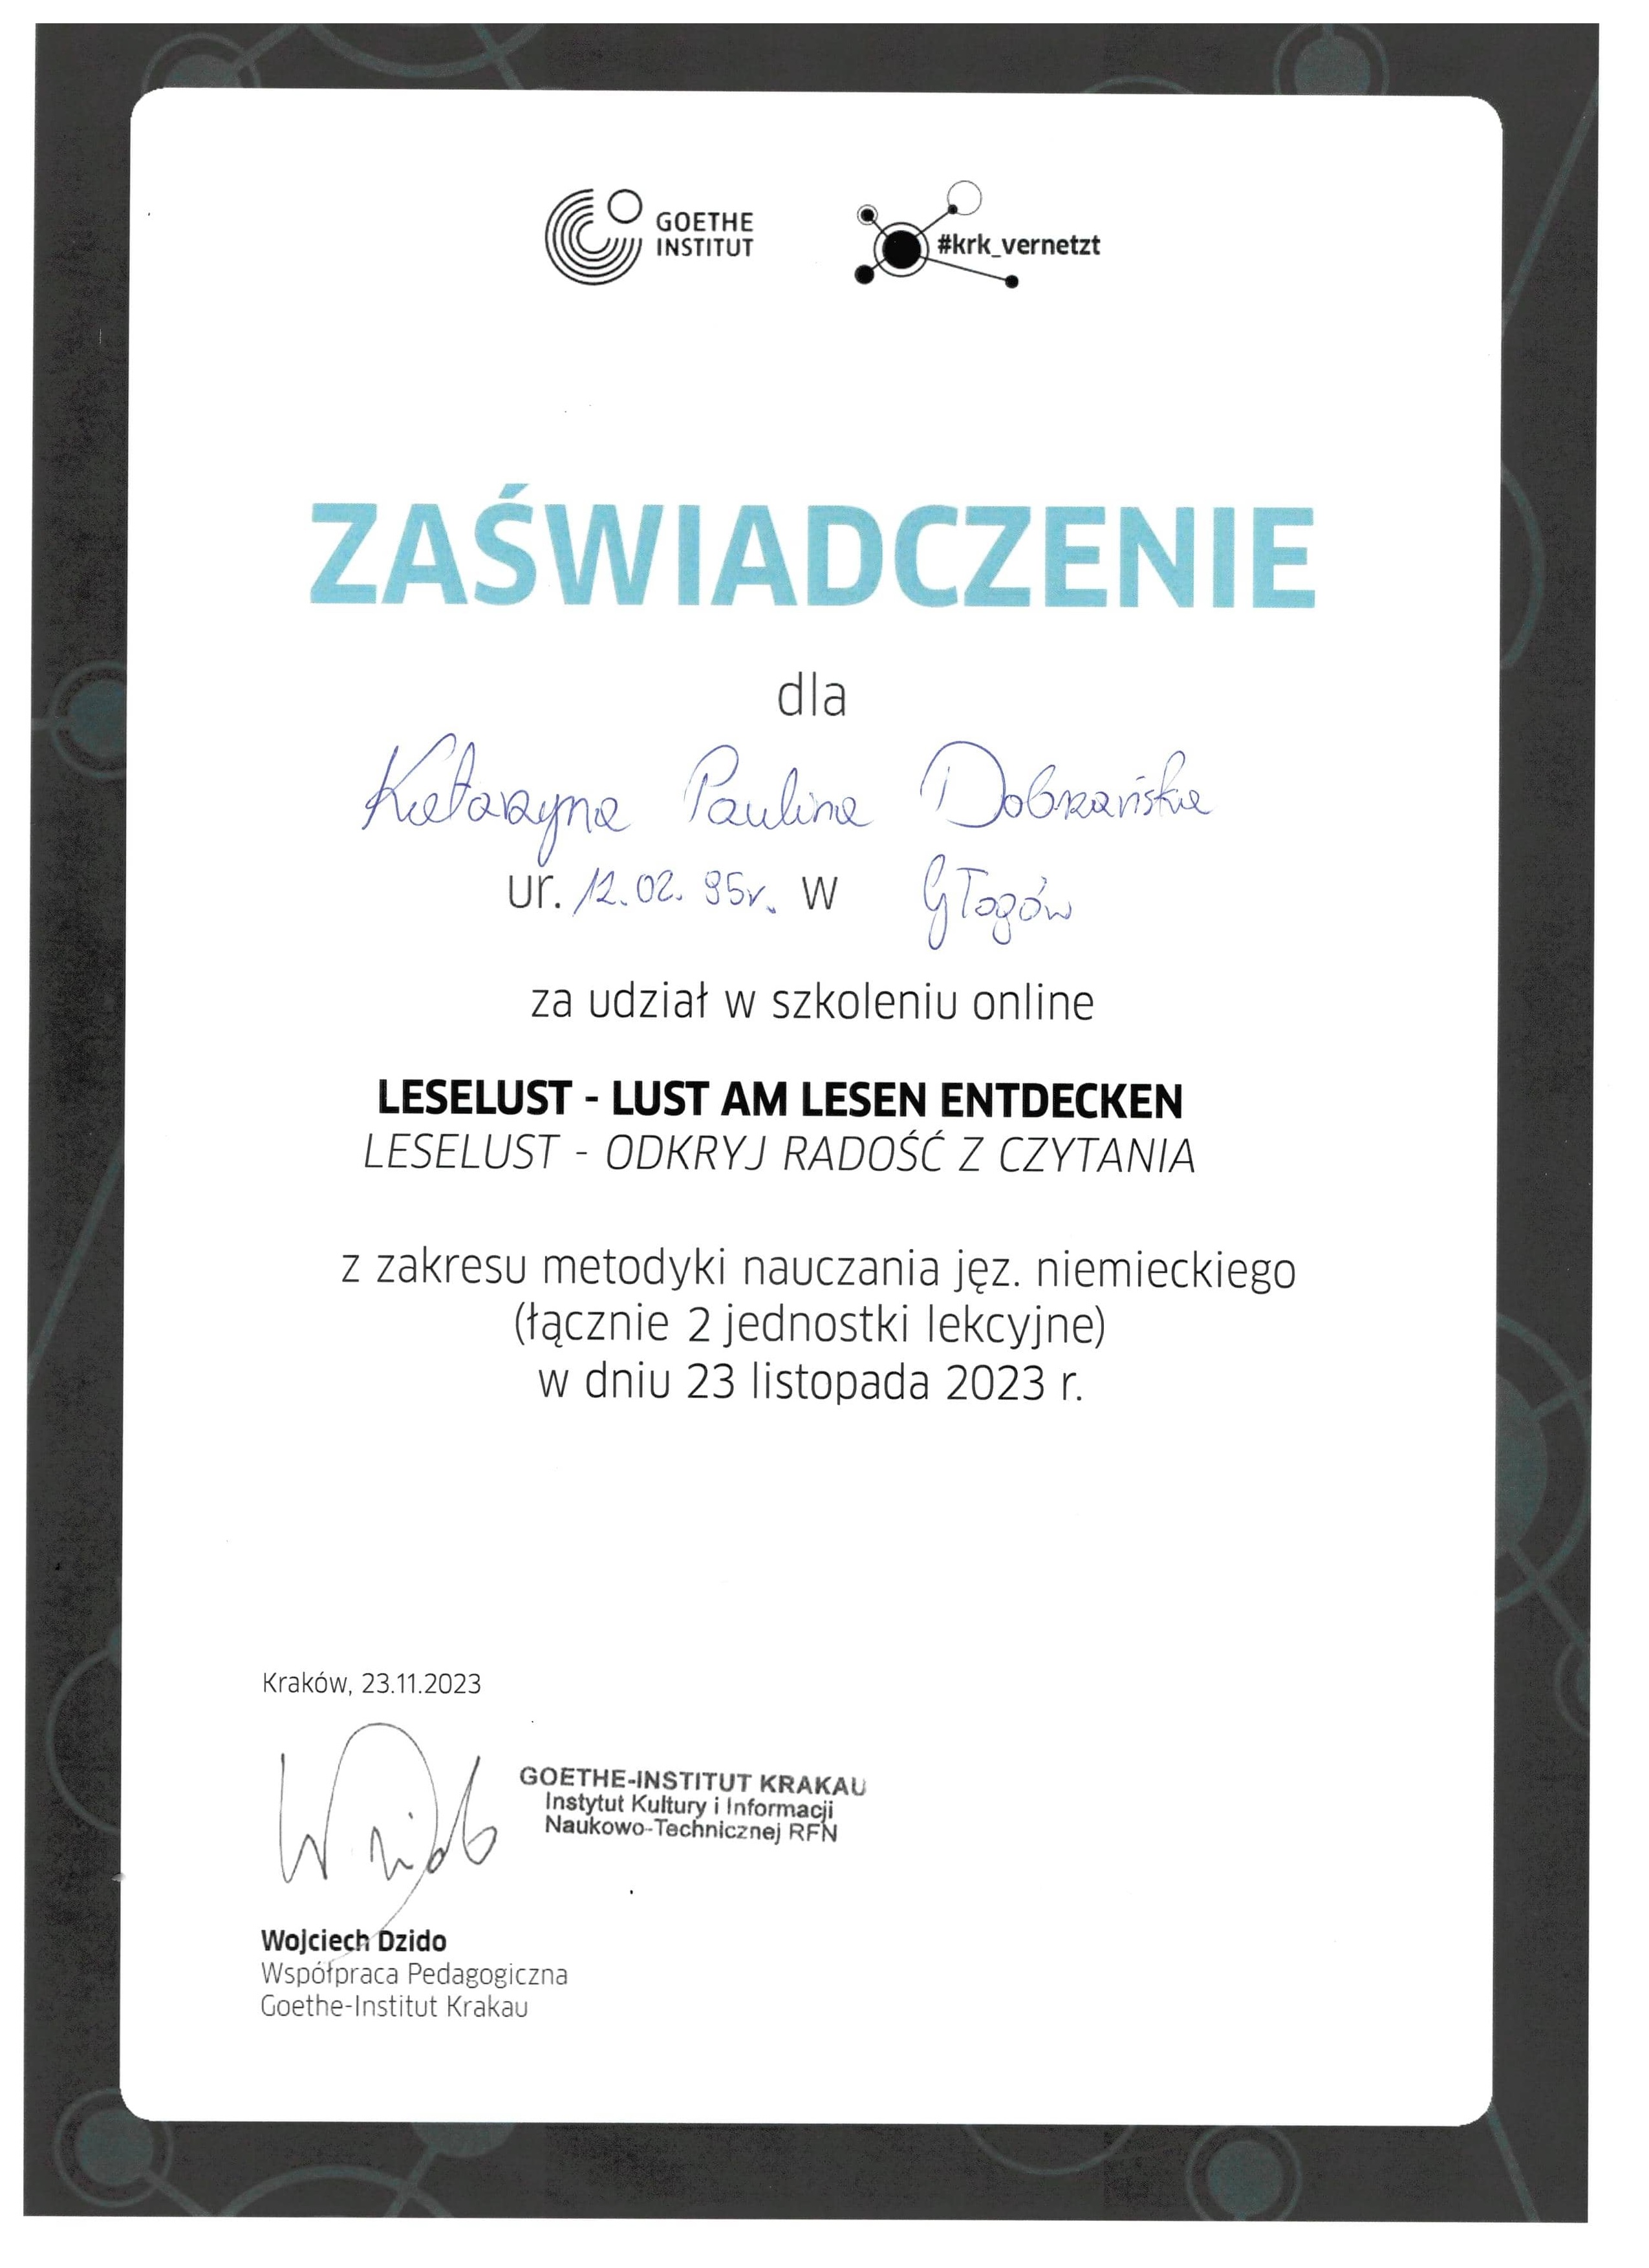 GOETHE
INSTITUT
#krk_vernetzt
ZAŚWIADCZENIE
dla
Katarzyna Paulina Dobrzańska
ur. 12.02.95r. w Głogów
za udział w szkoleniu online
LESELUST - LUST AM LESEN ENTDECKEN
LESELUST - ODKRYJ RADOŚĆ Z CZYTANIA
z zakresu metodyki nauczania jęz. niemieckiego
(łącznie 2 jednostki lekcyjne)
w dniu 23 listopada 2023 r.
Kraków, 23.11.2023
GOETHE-INSTITUT KRAKAU
Instytut Kultury i Informacji
Naukowo-Technicznej RFN
Wojciech Dzido
Współpraca Pedagogiczna
Goethe-Institut Krakau